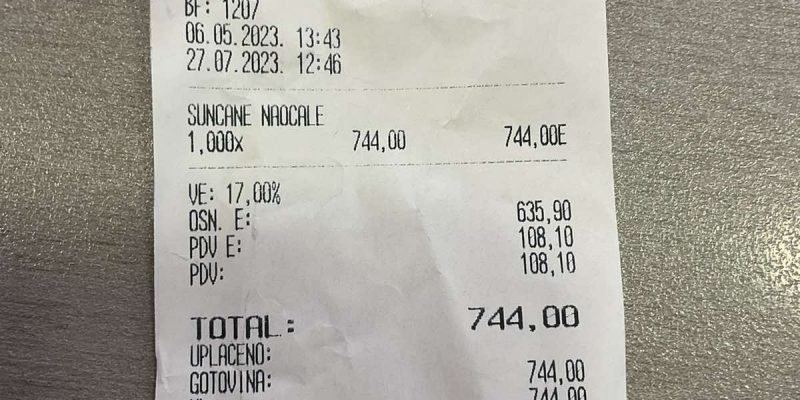 BF: 1207
06.05.2023. 13:43
27.07.2023. 12:46
SUNCANE NAOCALE
1,000x 744,00 744,00E
VE: 17,00%
OSN. E: 635,90
PDV E: 108,10
PDV: 108,10
TOTAL: 744,00
UPLACENO:
GOTOVINA: 744,00
744,00